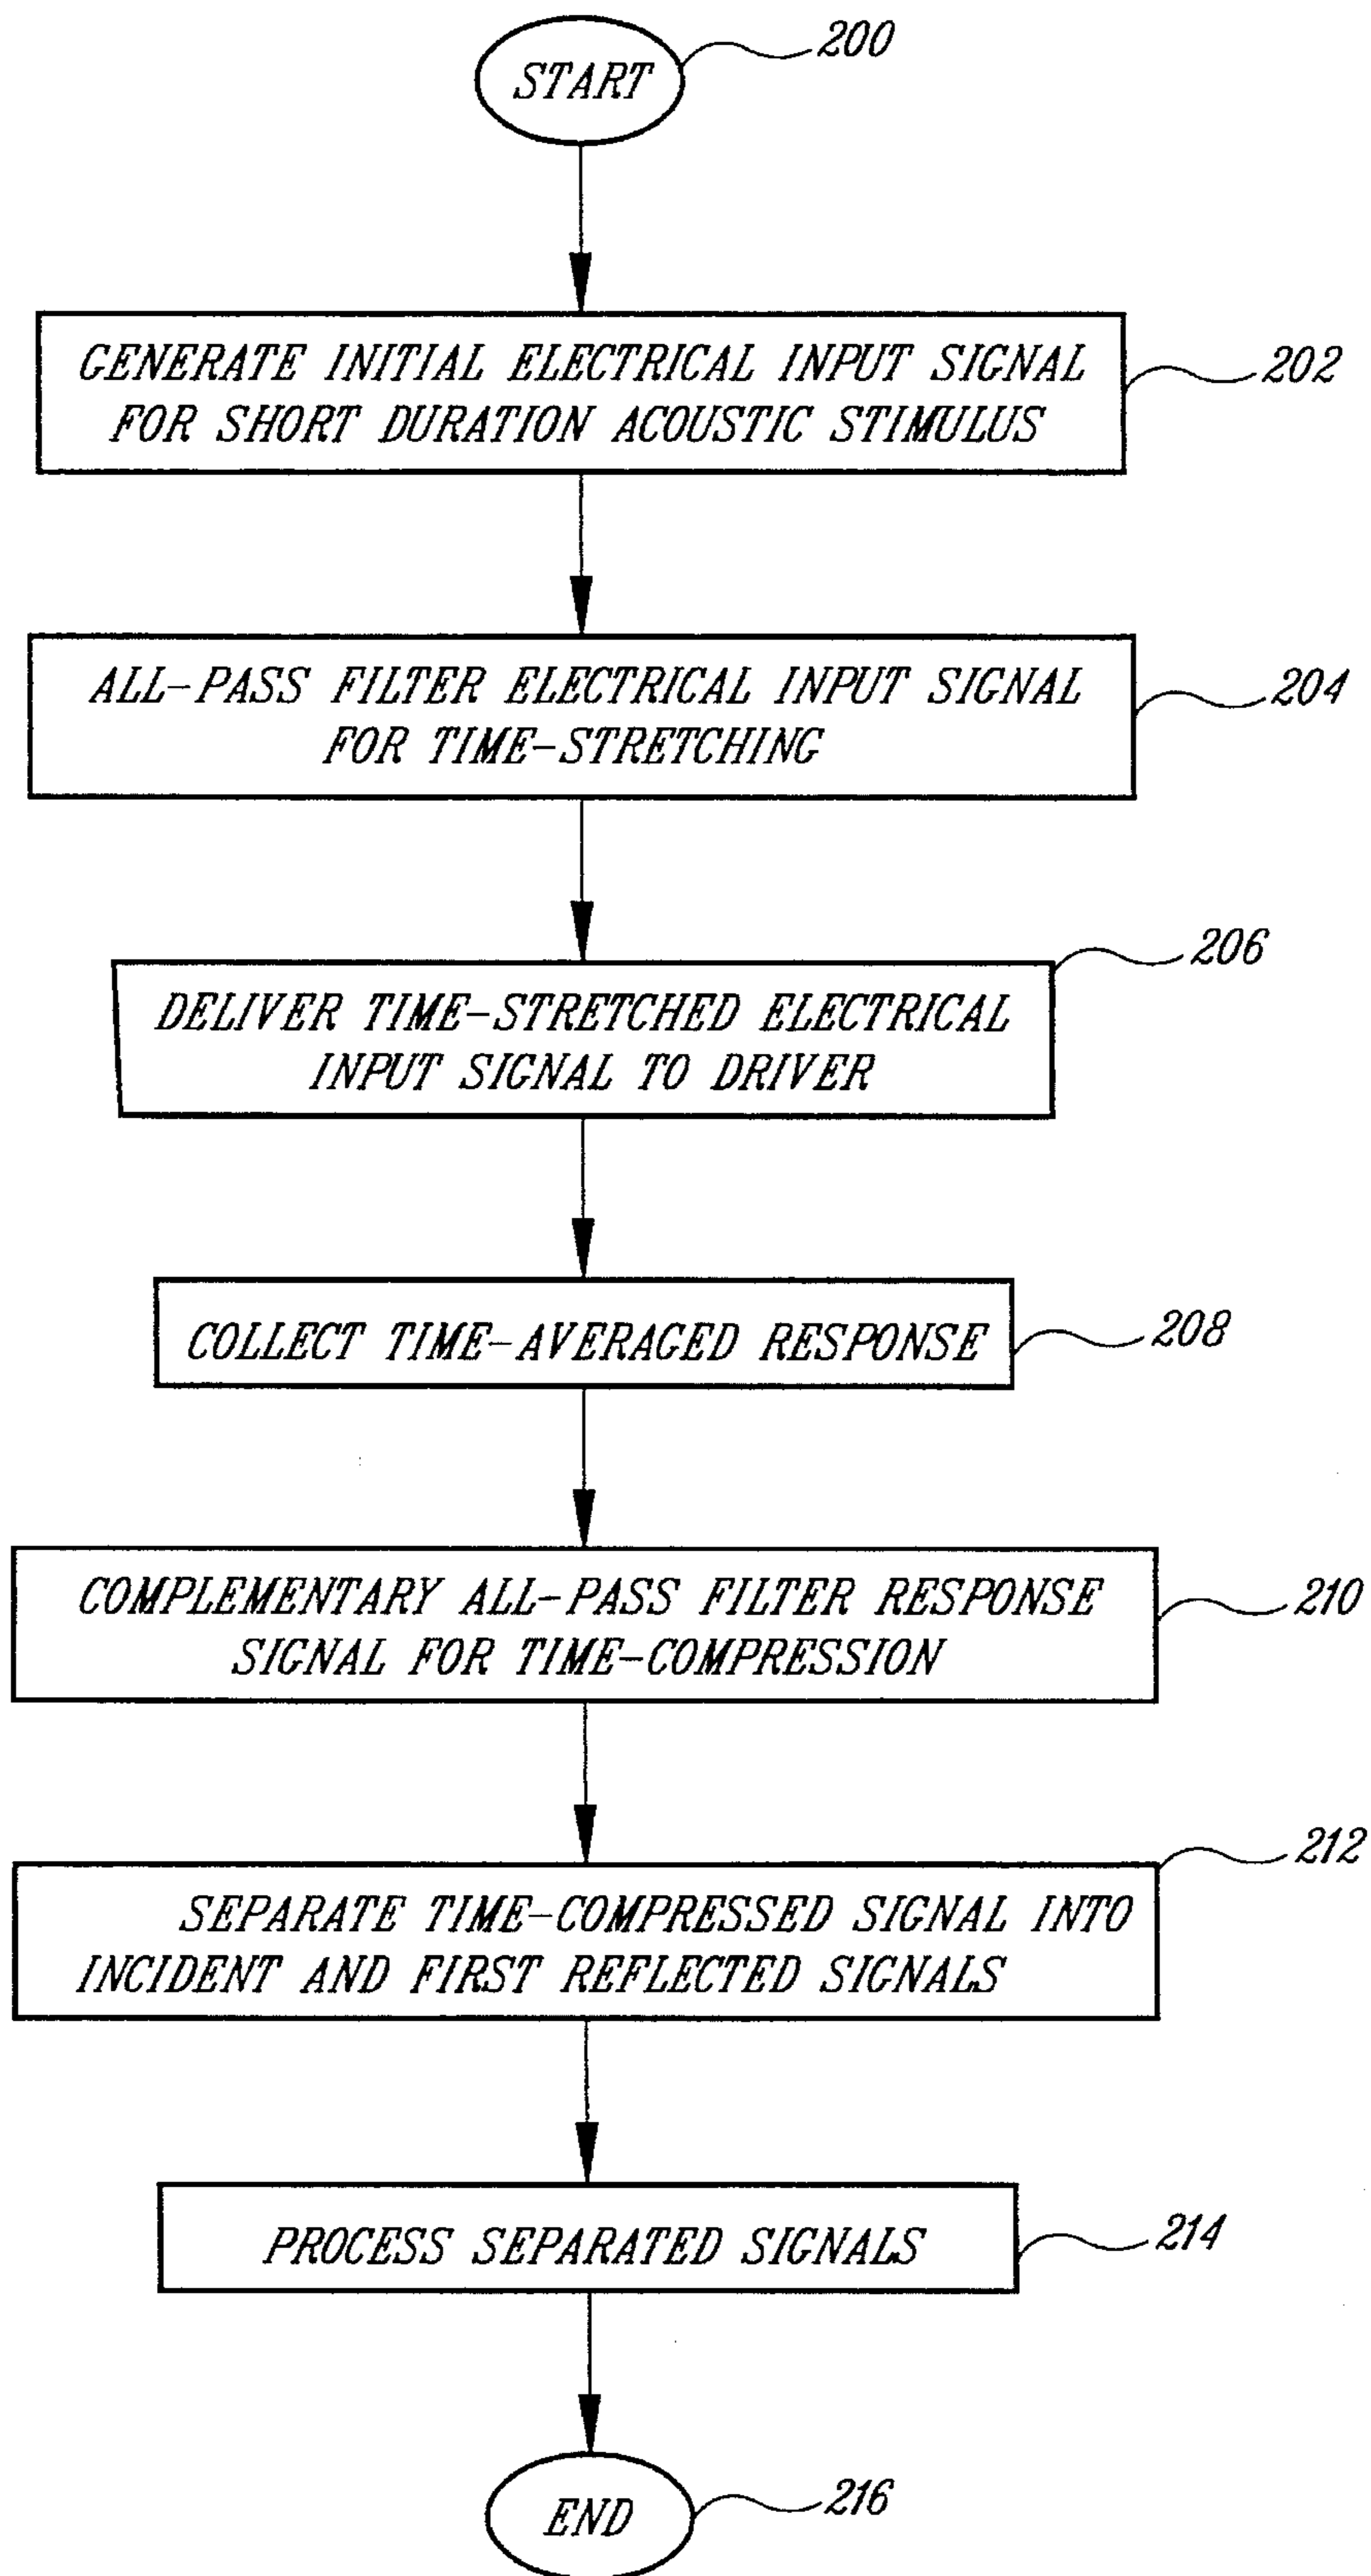 START
200
GENERATE INITIAL ELECTRICAL INPUT SIGNAL
FOR SHORT DURATION ACOUSTIC STIMULUS
202
ALL-PASS FILTER ELECTRICAL INPUT SIGNAL
FOR TIME-STRETCHING
204
206
DELIVER TIME-STRETCHED ELECTRICAL
INPUT SIGNAL TO DRIVER
COLLECT TIME-AVERAGED RESPONSE
208
COMPLEMENTARY ALL-PASS FILTER RESPONSE
SIGNAL FOR TIME-COMPRESSION
210
212
SEPARATE TIME-COMPRESSED SIGNAL INTO
INCIDENT AND FIRST REFLECTED SIGNALS
PROCESS SEPARATED SIGNALS
214
END
216